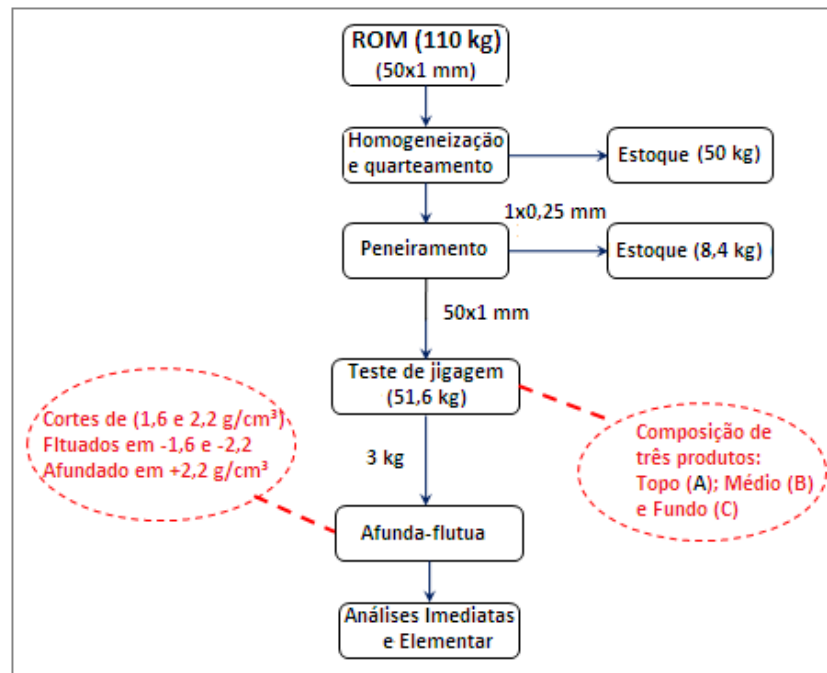 ROM (110 kg)
(50x1 mm)
Homogeneização
e quarteamento
Estoque (50 kg)
1x0,25 mm
Peneiramento
Estoque (8,4 kg)
50x1 mm
Teste de jigagem
(51,6 kg)
Cortes de (1,6 e 2,2 g/cm³)
Fltuados em -1,6 e -2,2
Afundado em +2,2 g/cm³
Composição de
três produtos:
Topo (A); Médio (B)
e Fundo (C)
3 kg
Afunda-flutua
Análises Imediatas
e Elementar